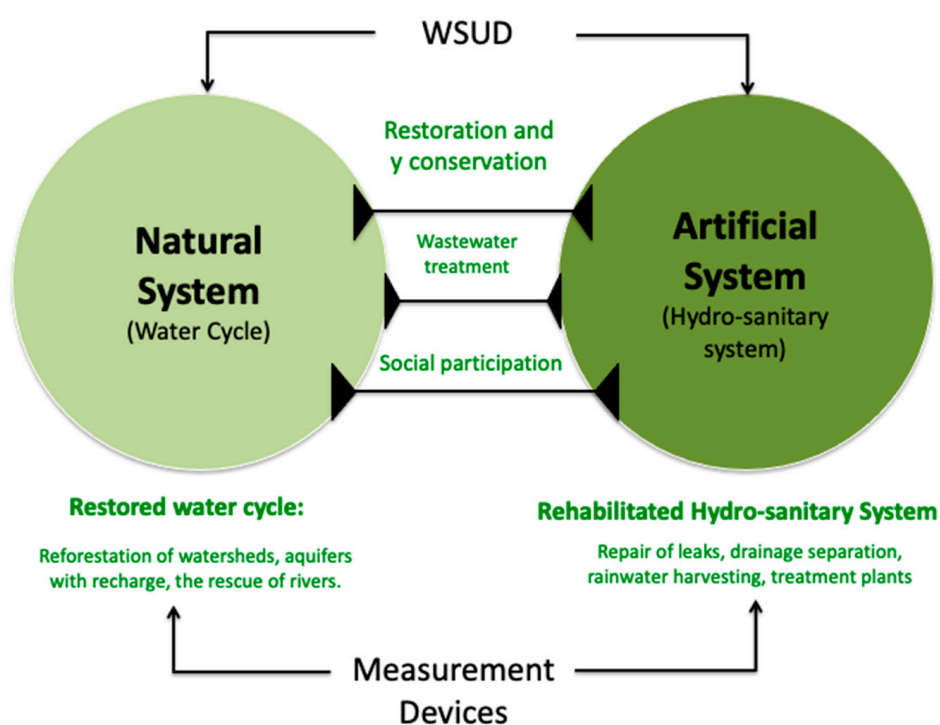 WSUD
Restoration and
y conservation
Natural
System
(Water Cycle)
Wastewater
treatment
Social participation
Artificial
System
(Hydro-sanitary
system)
Restored water cycle:
Reforestation of watersheds, aquifers
with recharge, the rescue of rivers.
Rehabilitated Hydro-sanitary System
Repair of leaks, drainage separation,
rainwater harvesting, treatment plants
Measurement
Devices